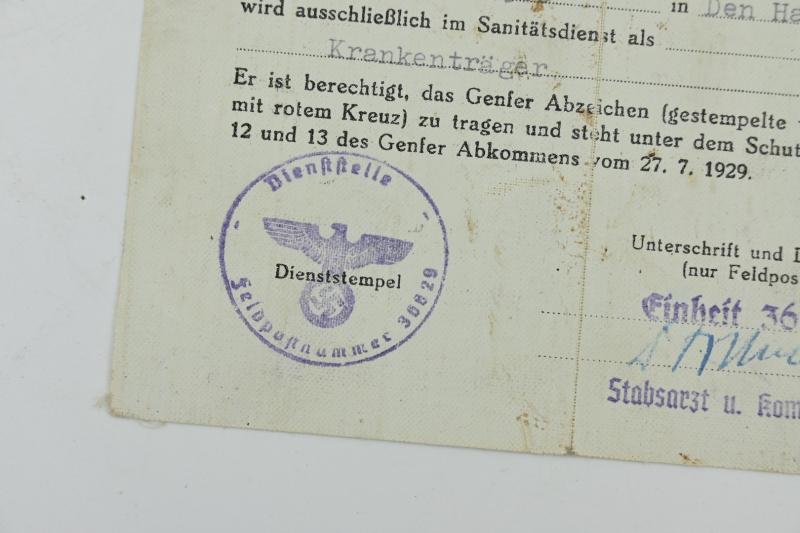 in Den Ha
wird ausschließlich im Sanitätsdienst als
Krankenträger
Er ist berechtigt, das Genfer Abzeichen (gestempelte
mit rotem Kreuz) zu tragen und steht unter dem Schut
12 und 13 des Genfer Abkommens vom 27. 7. 1929.
Dienststelle
Dienststempel
Feldpostnummer 36829
Unterschrift und D
(nur Feldpos
Einheit 36
Stabsarzt u. Kom